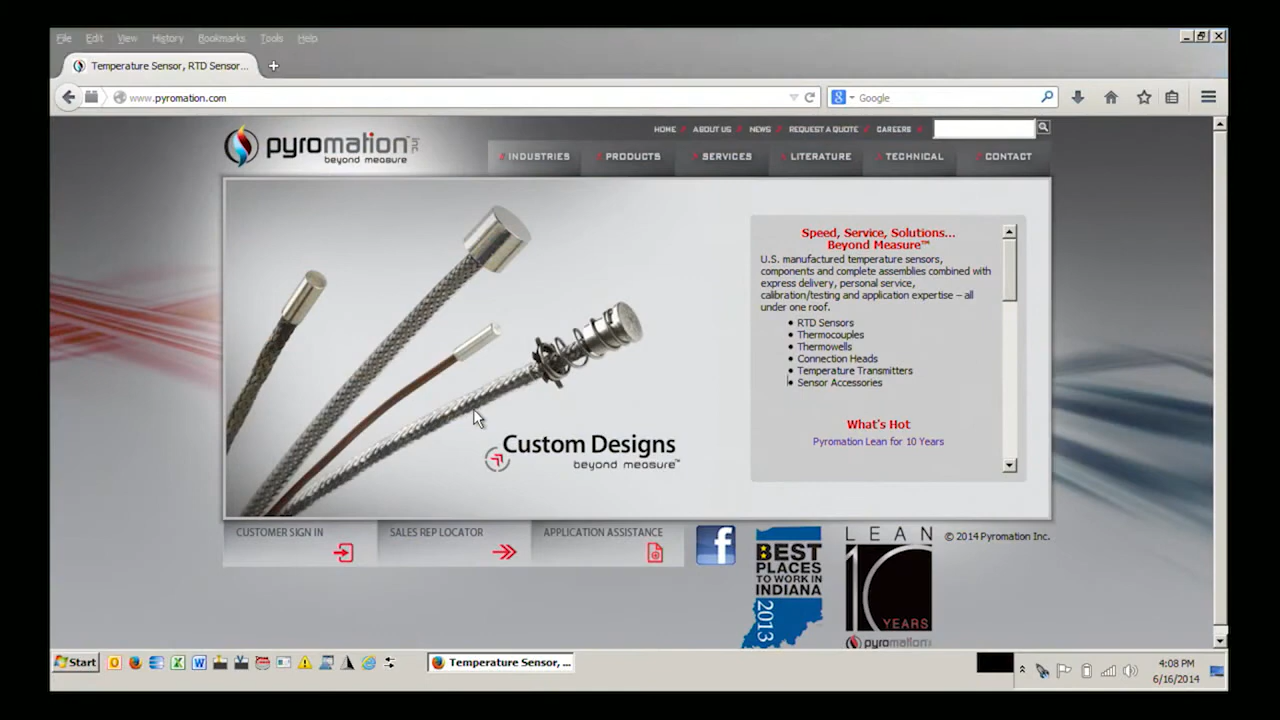 File Edit View History Bookmarks Tools Help
Temperature Sensor, RTD Sensor...
www.pyromation.com
Google
pyromation inc.
beyond measure
HOME ABOUT US NEWS REQUEST A QUOTE CAREERS
INDUSTRIES PRODUCTS SERVICES LITERATURE TECHNICAL CONTACT
Custom Designs
beyond measure™
Speed, Service, Solutions...
Beyond Measure™
U.S. manufactured temperature sensors,
components and complete assemblies combined with
express delivery, personal service,
calibration/testing and application expertise – all
under one roof.
• RTD Sensors
• Thermocouples
• Thermowells
• Connection Heads
• Temperature Transmitters
• Sensor Accessories
What's Hot
Pyromation Lean for 10 Years
CUSTOMER SIGN IN
SALES REP LOCATOR
APPLICATION ASSISTANCE
f
BEST
PLACES
TO WORK IN
INDIANA
2013
LEAN
10
YEARS
pyromation
© 2014 Pyromation Inc.
Start
Temperature Sensor, ...
4:08 PM
6/16/2014